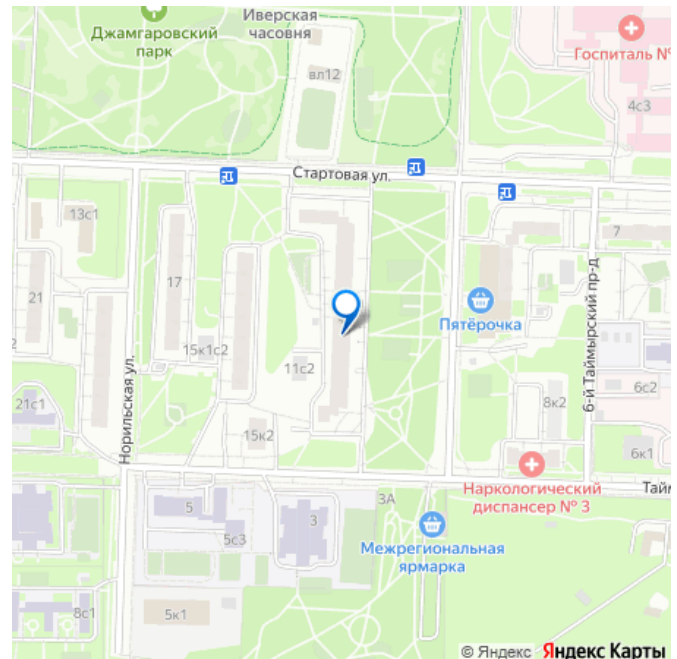 Иверская
часовня
Джамгаровский
парк
вл12
Госпиталь №
4с3
Стартовая ул.
13с1
7
17
21
6-й Таймырский пр-д
Пятёрочка
2
15к1с2
11с2
Норильская ул.
6с2
21с1
8к2
15к2
6к1
Наркологический
диспансер № 3
Тайм
3А
5
3
5с3
Межрегиональная
ярмарка
8с1
5к1
© Яндекс Яндекс Карты